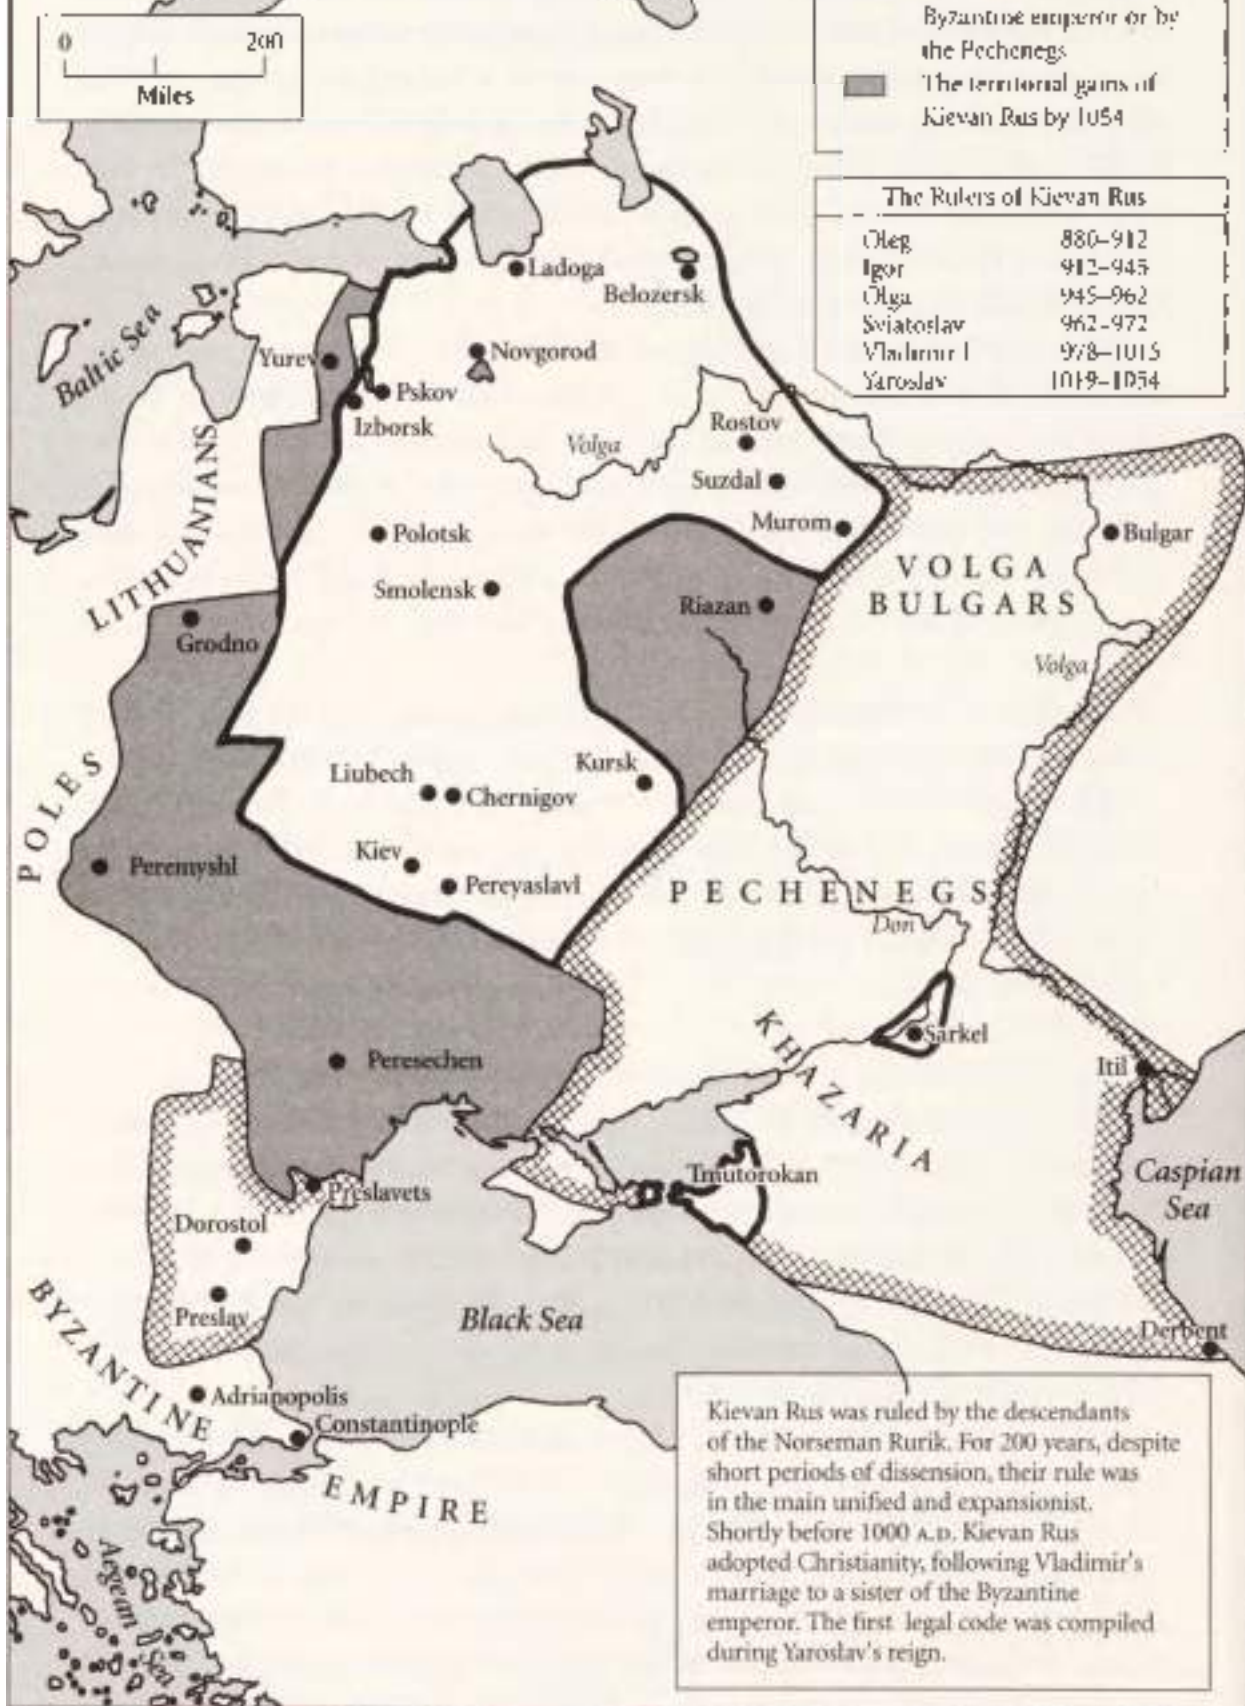 0 200
Miles
Byzantine emperor or by
the Pechenegs
The territorial gains of
Kievan Rus by 1054
The Rulers of Kievan Rus
Oleg 880–912
Igor 912–945
Olga 945–962
Sviatoslav 962–972
Vladimir I 978–1015
Yaroslav 1019–1054
Baltic Sea
Ladoga
Belozersk
Novgorod
Yurev
Pskov
Izborsk
Volga
Rostov
Suzdal
Murom
LITHUANIANS
Polotsk
Smolensk
Bulgar
VOLGA
BULGARS
Riazan
Grodno
Volga
POLES
Liubech
Chernigov
Kursk
Peremyshl
Kiev
Pereyaslavl
PECHENEGS
Don
Sarkel
KHAZARIA
Itil
Peresechen
Tmutorokan
Caspian
Sea
Preslavets
Dorostol
Preslav
Black Sea
Derbent
BYZANTINE
EMPIRE
Adrianopolis
Constantinople
Aegean
Sea
Kievan Rus was ruled by the descendants
of the Norseman Rurik. For 200 years, despite
short periods of dissension, their rule was
in the main unified and expansionist.
Shortly before 1000 A.D. Kievan Rus
adopted Christianity, following Vladimir's
marriage to a sister of the Byzantine
emperor. The first legal code was compiled
during Yaroslav's reign.